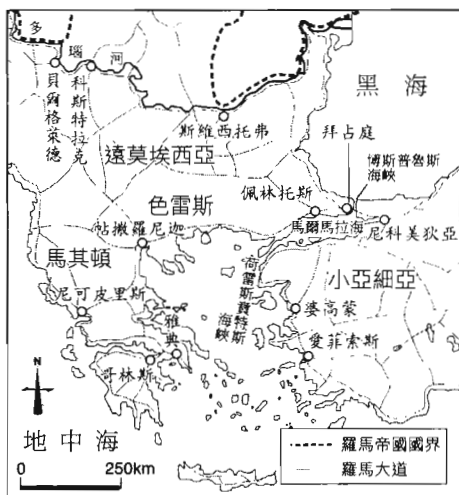 多
瑙
河
黑海
貝爾格萊德
科斯特拉克
斯維西托弗
拜占庭
遠莫埃西亞
博斯普魯斯
海峽
佩林托斯
色雷斯
馬爾馬拉海
尼科美狄亞
帖撒羅尼迦
馬其頓
荷雷斯寶特斯
海峽
小亞細亞
尼可皮里斯
婆高蒙
雅典
愛菲索斯
哥林斯
N
地中海
羅馬帝國國界
羅馬大道
0 250km